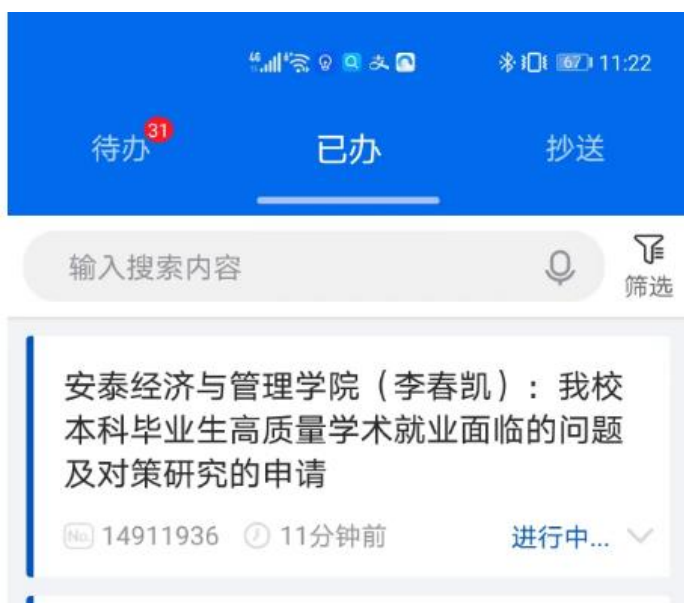 11:22
67
待办
31
已办
抄送
输入搜索内容
筛选
安泰经济与管理学院（李春凯）：我校
本科毕业生高质量学术就业面临的问题
及对策研究的申请
No. 14911936 11分钟前 进行中...